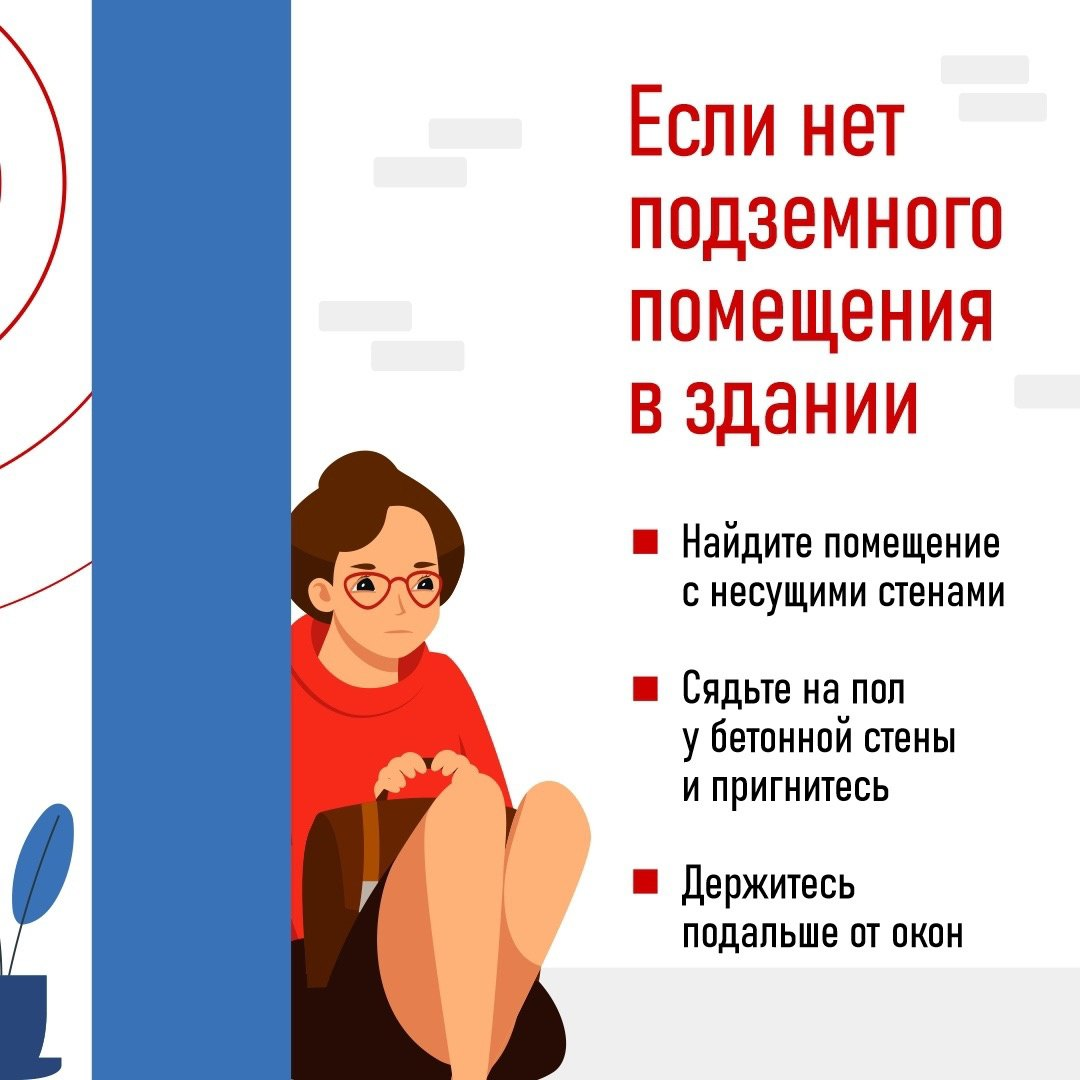 Если нет
подземного
помещения
в здании
Найдите помещение
с несущими стенами
Сядьте на пол
у бетонной стены
и пригнитесь
Держитесь
подальше от окон